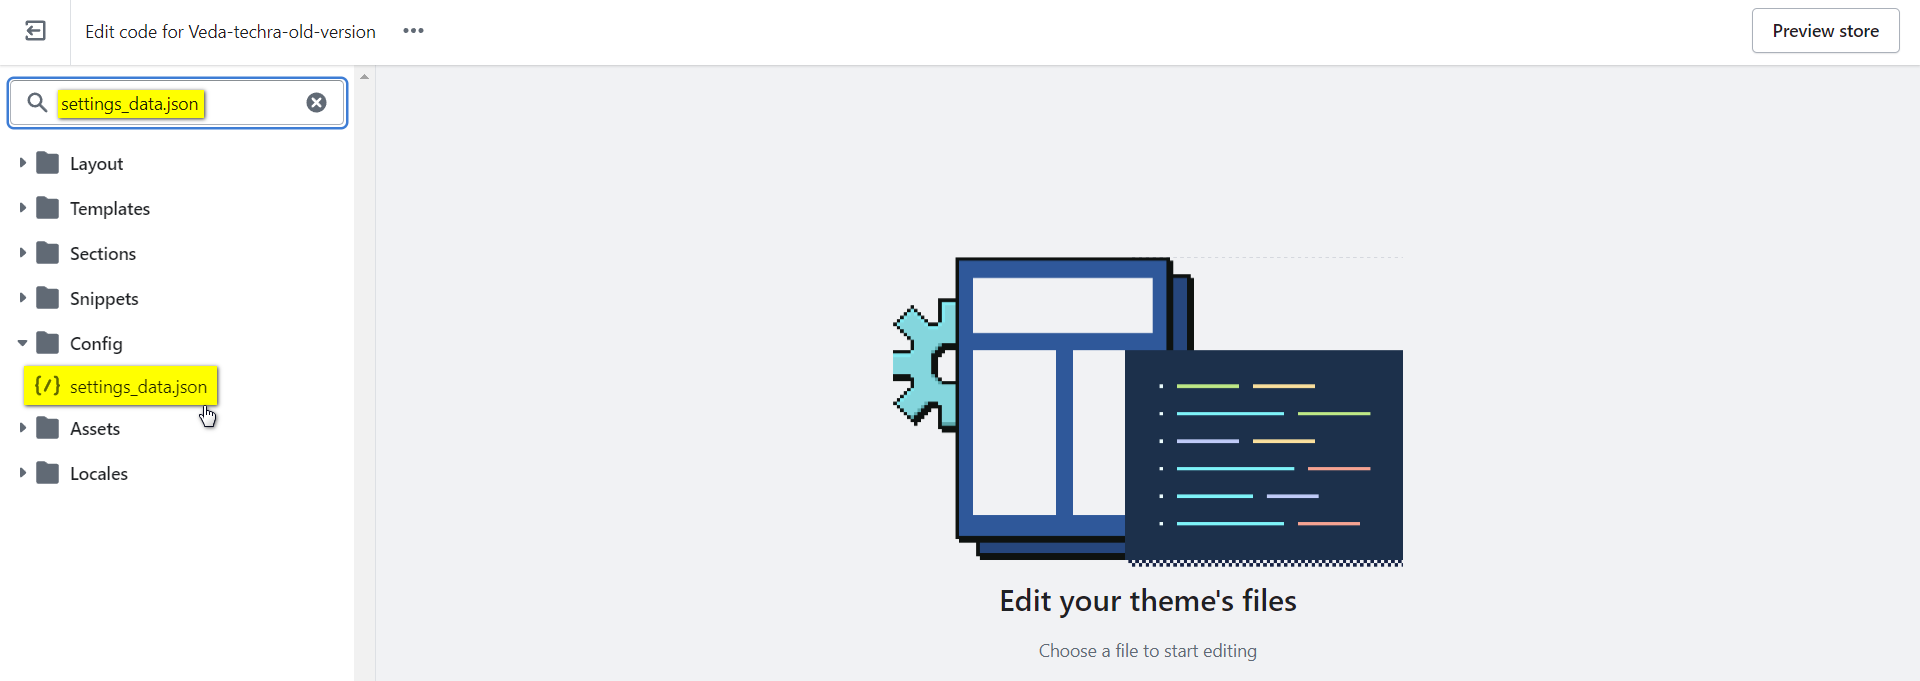 Edit code for Veda-techra-old-version
Preview store
settings_data.json
Layout
Templates
Sections
Snippets
Config
{/} settings_data.json
Assets
Locales
Edit your theme's files
Choose a file to start editing